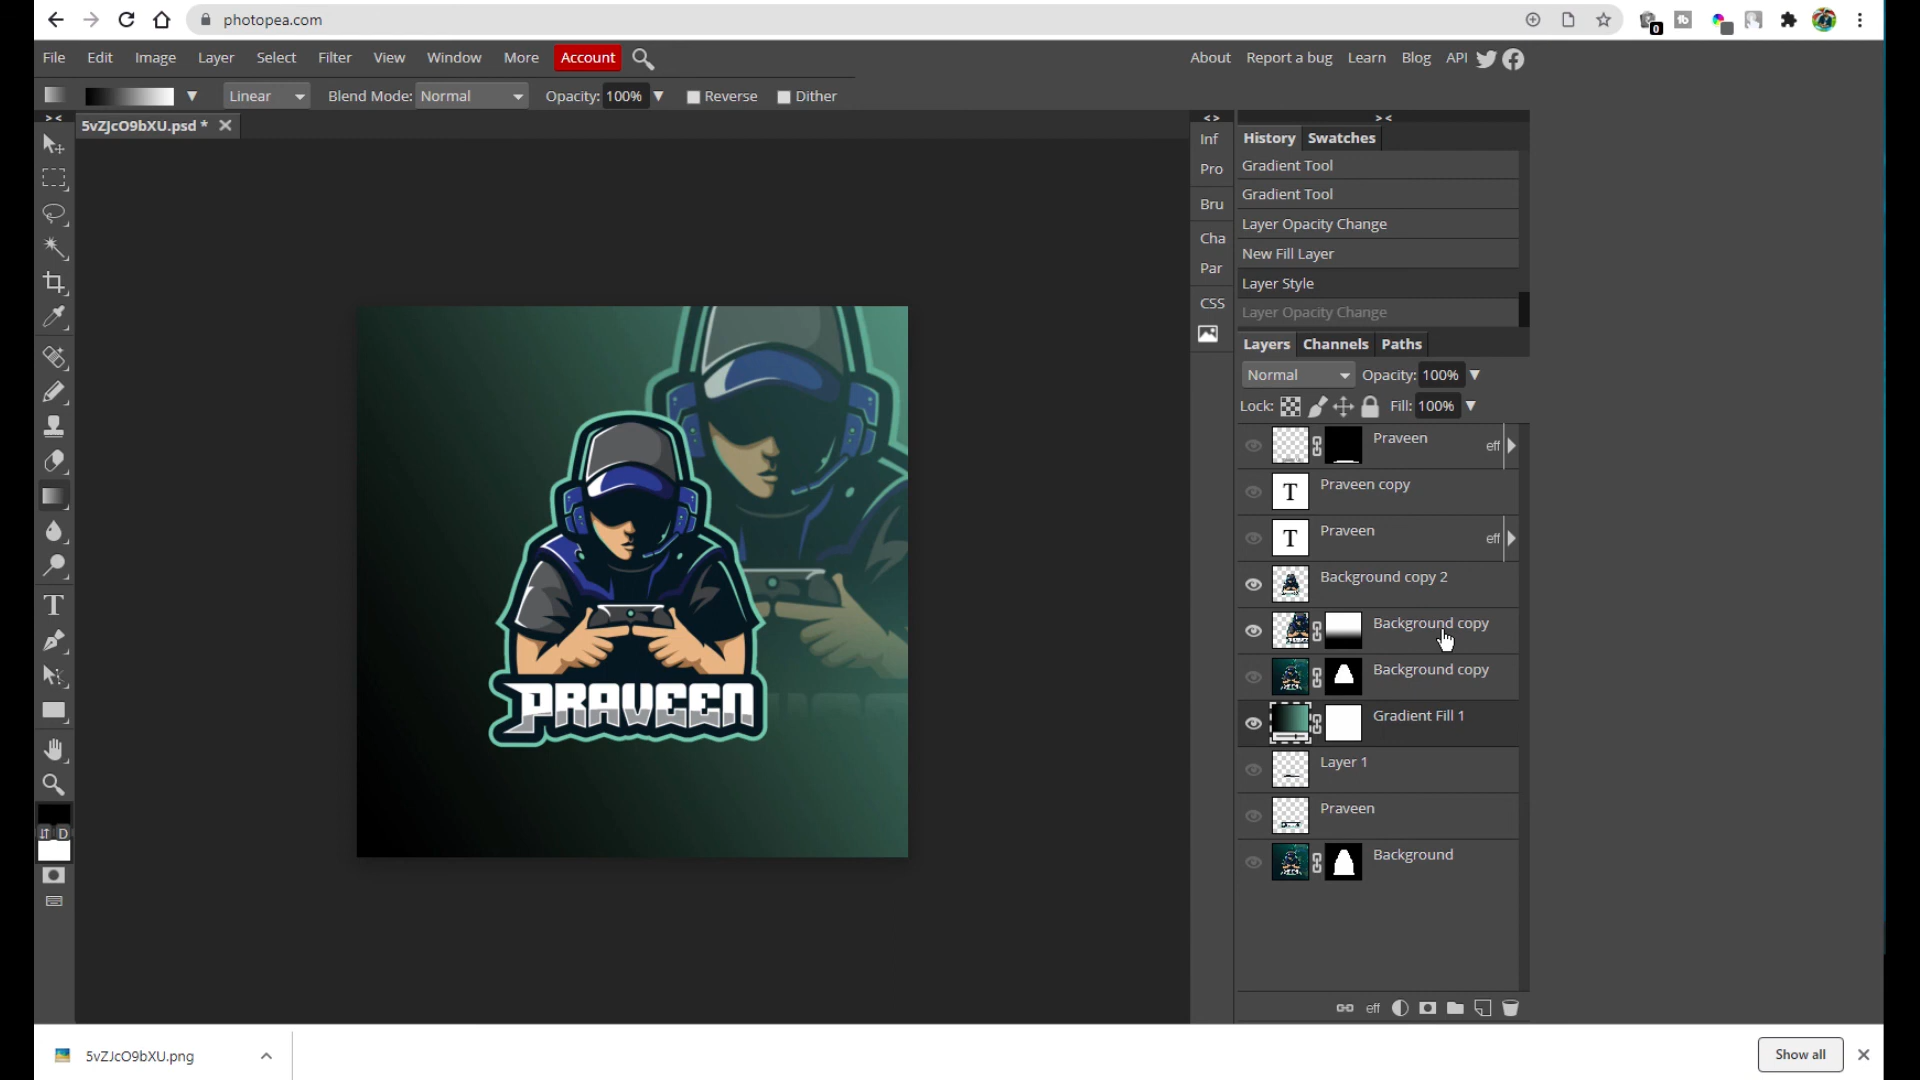 photopea.com
0
File Edit Image Layer Select Filter View Window More Account
About Report a bug Learn Blog API
Linear Blend Mode: Normal Opacity: 100% Reverse Dither
5vZJcO9bXU.psd *
Inf
Pro
Bru
Cha
Par
CSS
History Swatches
Gradient Tool
Gradient Tool
Layer Opacity Change
New Fill Layer
Layer Style
Layer Opacity Change
Layers Channels Paths
Normal Opacity: 100%
Lock: Fill: 100%
Praveen eff
T Praveen copy
T Praveen eff
Background copy 2
Background copy
Background copy
Gradient Fill 1
Layer 1
Praveen
Background
eff
T
D
PRAVEEN
5vZJcO9bXU.png
Show all